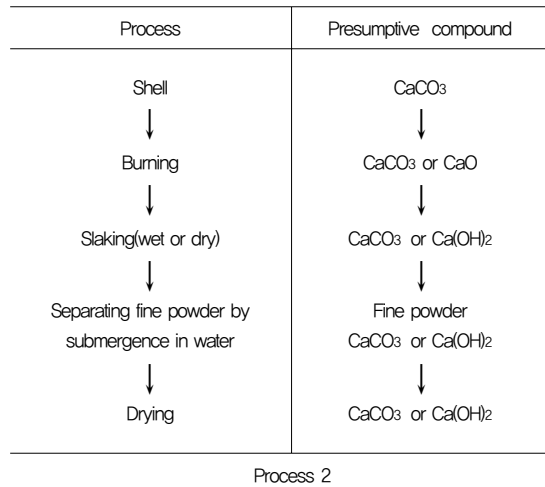 Process Presumptive compound
Shell CaCO3
Burning CaCO3 or CaO
Slaking(wet or dry) CaCO3 or Ca(OH)2
Separating fine powder by Fine powder
submergence in water CaCO3 or Ca(OH)2
Drying CaCO3 or Ca(OH)2
Process 2